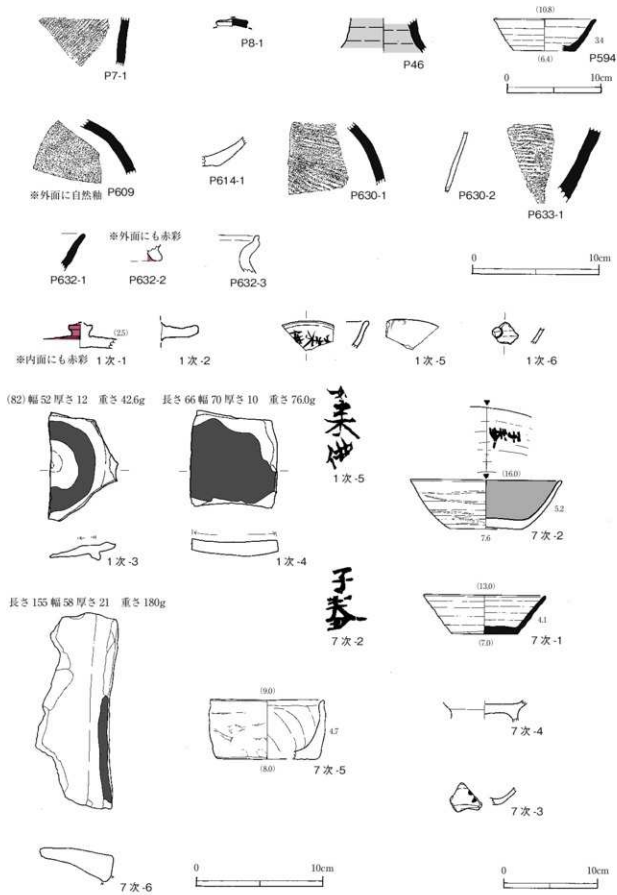 (10.8)
3.4
(6.4)
P7-1
P8-1
P46
P594
0 10cm
※外面に自然釉
P609
P614-1
P630-1
P630-2
P633-1
※外面にも赤彩
P632-1
P632-2
P632-3
0 10cm
(2.5)
※内面にも赤彩
1次-1
1次-2
1次-5
1次-6
(82) 幅 52 厚さ 12 重さ 42.6g
長さ 66 幅 70 厚さ 10 重さ 76.0g
1次-5
(16.0)
5.2
7.6
7次-2
1次-3
1次-4
長さ 155 幅 58 厚さ 21 重さ 180g
7次-2
(13.0)
4.1
(7.0)
7次-1
(9.0)
4.7
(8.0)
7次-5
7次-4
7次-3
7次-6
0 10cm
0 10cm